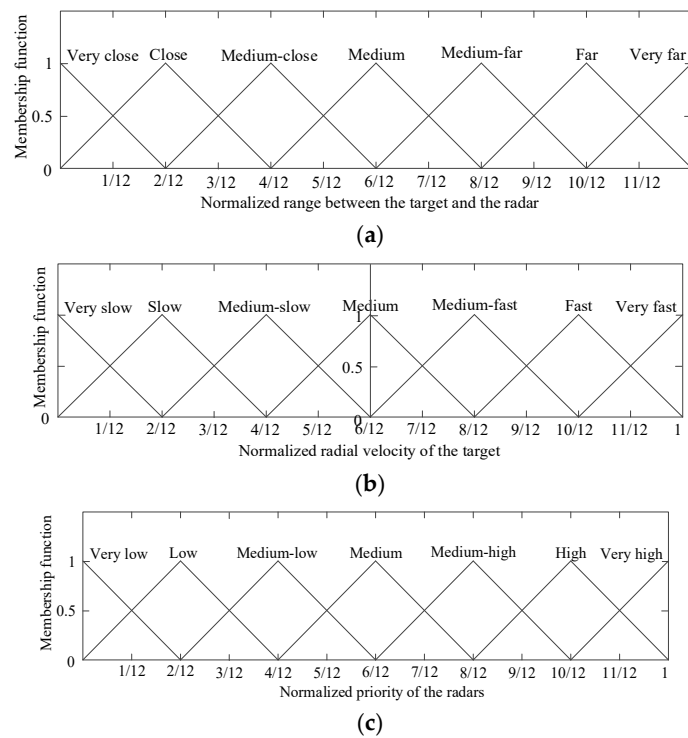 Very close Close Medium-close Medium Medium-far Far Very far
1
0.5
0
Membership function
1/12 2/12 3/12 4/12 5/12 6/12 7/12 8/12 9/12 10/12 11/12
Normalized range between the target and the radar
(a)
Very slow Slow Medium-slow Medium Medium-fast Fast Very fast
1
0.5
0
0
Membership function
1/12 2/12 3/12 4/12 5/12 6/12 7/12 8/12 9/12 10/12 11/12 1
Normalized radial velocity of the target
(b)
Very low Low Medium-low Medium Medium-high High Very high
1
0.5
0
Membership function
1/12 2/12 3/12 4/12 5/12 6/12 7/12 8/12 9/12 10/12 11/12 1
Normalized priority of the radars
(c)